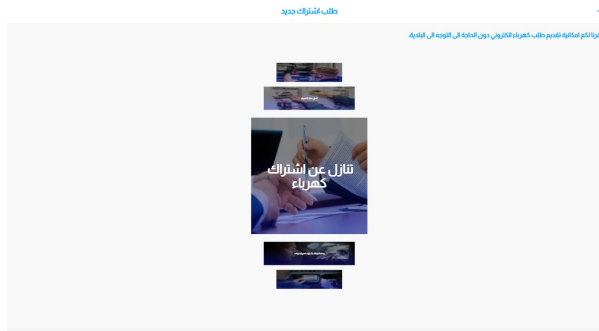 طلب اشتراك جديد
لكم امكانية تقديم طلب كهرباء الكتروني دون الحاجة الى التوجه الى البلدية.
تنازل عن اشتراك
كهرباء